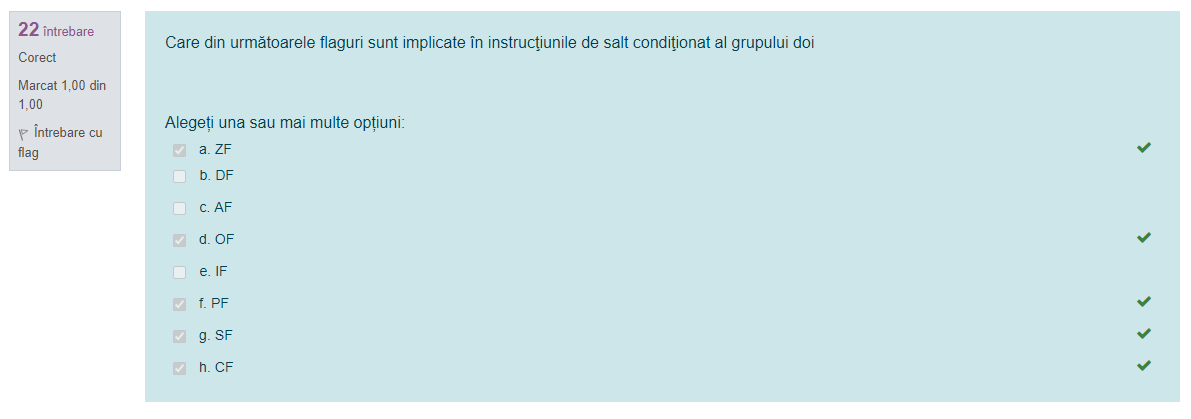 22 întrebare
Corect
Marcat 1,00 din
1,00
Întrebare cu
flag
Care din următoarele flaguri sunt implicate în instrucţiunile de salt condiţionat al grupului doi
Alegeți una sau mai multe opțiuni:
a. ZF
b. DF
c. AF
d. OF
e. IF
f. PF
g. SF
h. CF